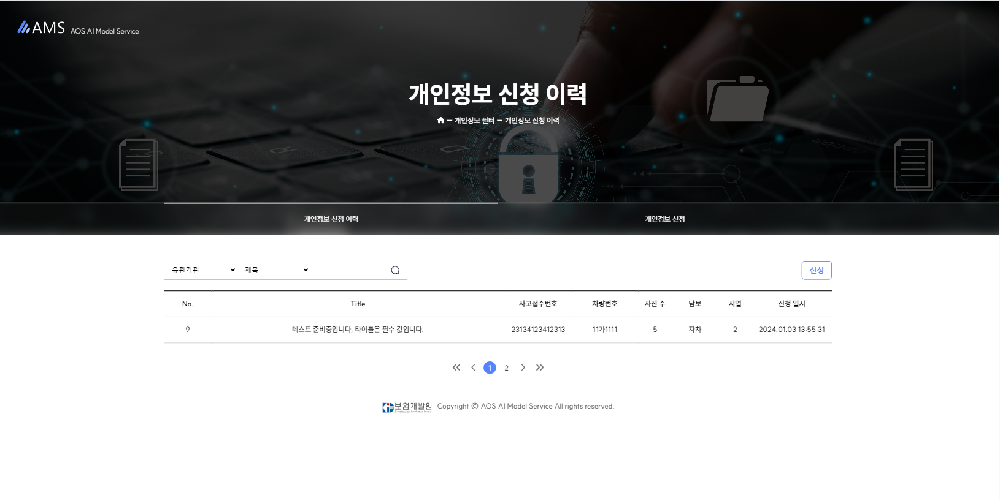 AMS AOS AI Model Service
개인정보 신청 이력
– 개인정보 필터 – 개인정보 신청 이력
개인정보 신청 이력 개인정보 신청
유관기관 제목 신청
No. Title 사고접수번호 차량번호 사진 수 담보 서열 신청 일시
9 테스트 준비중입니다, 타이틀은 필수 값입니다. 23134123412313 11가1111 5 자차 2 2024.01.03 13:55:31
1 2
보험개발원 Copyright © AOS AI Model Service All rights reserved.